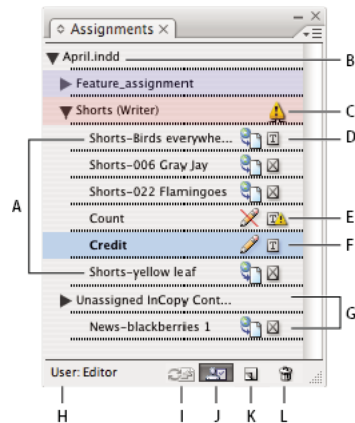 Assignments
April.indd
B
Feature_assignment
Shorts (Writer)
C
Shorts-Birds everywhe...
D
Shorts-006 Gray Jay
A
Shorts-022 Flamingoes
Count
E
Credit
F
Shorts-yellow leaf
Unassigned InCopy Cont...
G
News-blackberries 1
User: Editor
H
I
J
K
L